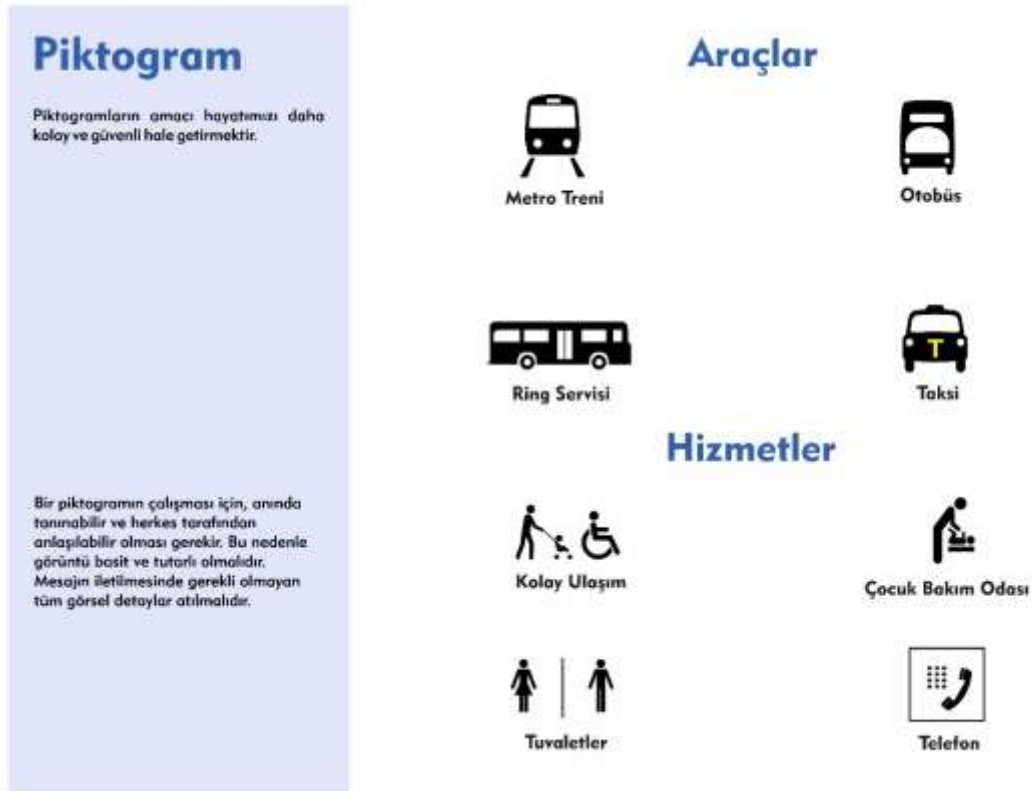 Piktogram
Piktogramların amacı hayatımızı daha
kolay ve güvenli hale getirmektir.
Bir piktogramın çalışması için, anında
tanınabilir ve herkes tarafından
anlaşılabilir olması gerekir. Bu nedenle
görüntü basit ve tutarlı olmalıdır.
Mesajın iletilmesinde gerekli olmayan
tüm görsel detaylar atılmalıdır.
Araçlar
Metro Treni
Otobüs
Ring Servisi
T
Taksi
Hizmetler
Kolay Ulaşım
Çocuk Bakım Odası
Tuvaletler
Telefon